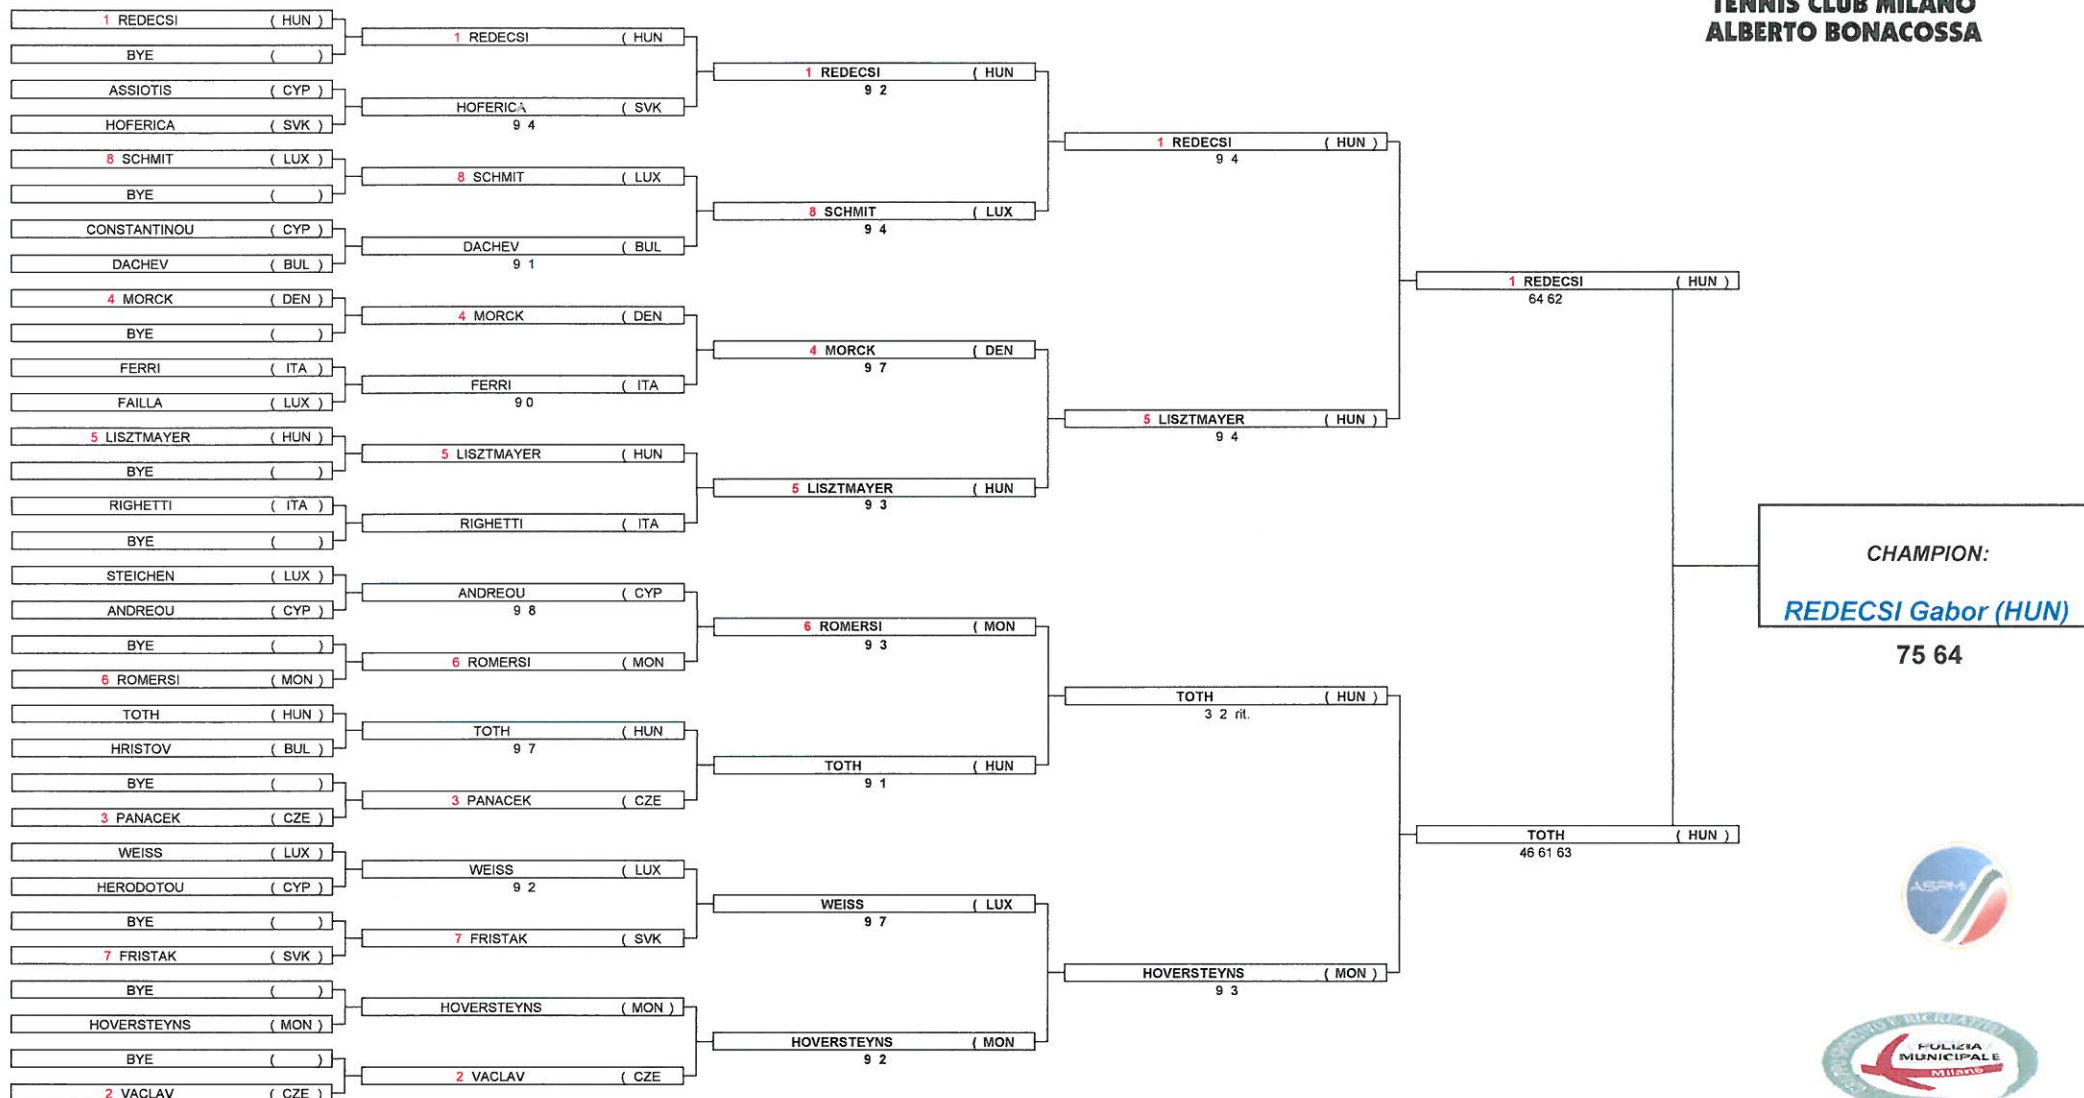 TENNIS CLUB MILANO
ALBERTO BONACOSSA
1 REDECSI ( HUN )
BYE ( )
ASSIOTIS ( CYP )
HOFERICA ( SVK )
8 SCHMIT ( LUX )
BYE ( )
CONSTANTINOU ( CYP )
DACHEV ( BUL )
4 MORCK ( DEN )
BYE ( )
FERRI ( ITA )
FAILLA ( LUX )
5 LISZTMAYER ( HUN )
BYE ( )
RIGHETTI ( ITA )
BYE ( )
STEICHEN ( LUX )
ANDREOU ( CYP )
BYE ( )
6 ROMERSI ( MON )
TOTH ( HUN )
HRISTOV ( BUL )
BYE ( )
3 PANACEK ( CZE )
WEISS ( LUX )
HERODOTOU ( CYP )
BYE ( )
7 FRISTAK ( SVK )
BYE ( )
HOVERSTEYNS ( MON )
BYE ( )
2 VACLAV ( CZE )
1 REDECSI ( HUN
HOFERICA ( SVK
9 4
8 SCHMIT ( LUX
DACHEV ( BUL
9 1
4 MORCK ( DEN
FERRI ( ITA
9 0
5 LISZTMAYER ( HUN
RIGHETTI ( ITA
ANDREOU ( CYP
9 8
6 ROMERSI ( MON
TOTH ( HUN
9 7
3 PANACEK ( CZE
WEISS ( LUX
9 2
7 FRISTAK ( SVK
HOVERSTEYNS ( MON )
2 VACLAV ( CZE
1 REDECSI ( HUN
9 2
8 SCHMIT ( LUX
9 4
4 MORCK ( DEN
9 7
5 LISZTMAYER ( HUN
9 3
6 ROMERSI ( MON
9 3
TOTH ( HUN
9 1
WEISS ( LUX
9 7
HOVERSTEYNS ( MON
9 2
1 REDECSI ( HUN )
9 4
5 LISZTMAYER ( HUN )
9 4
TOTH ( HUN )
3 2 rit.
HOVERSTEYNS ( MON )
9 3
1 REDECSI ( HUN )
64 62
TOTH ( HUN )
46 61 63
CHAMPION:
REDECSI Gabor (HUN)
75 64
ASPMI
POLIZIA
MUNICIPALE
Milano